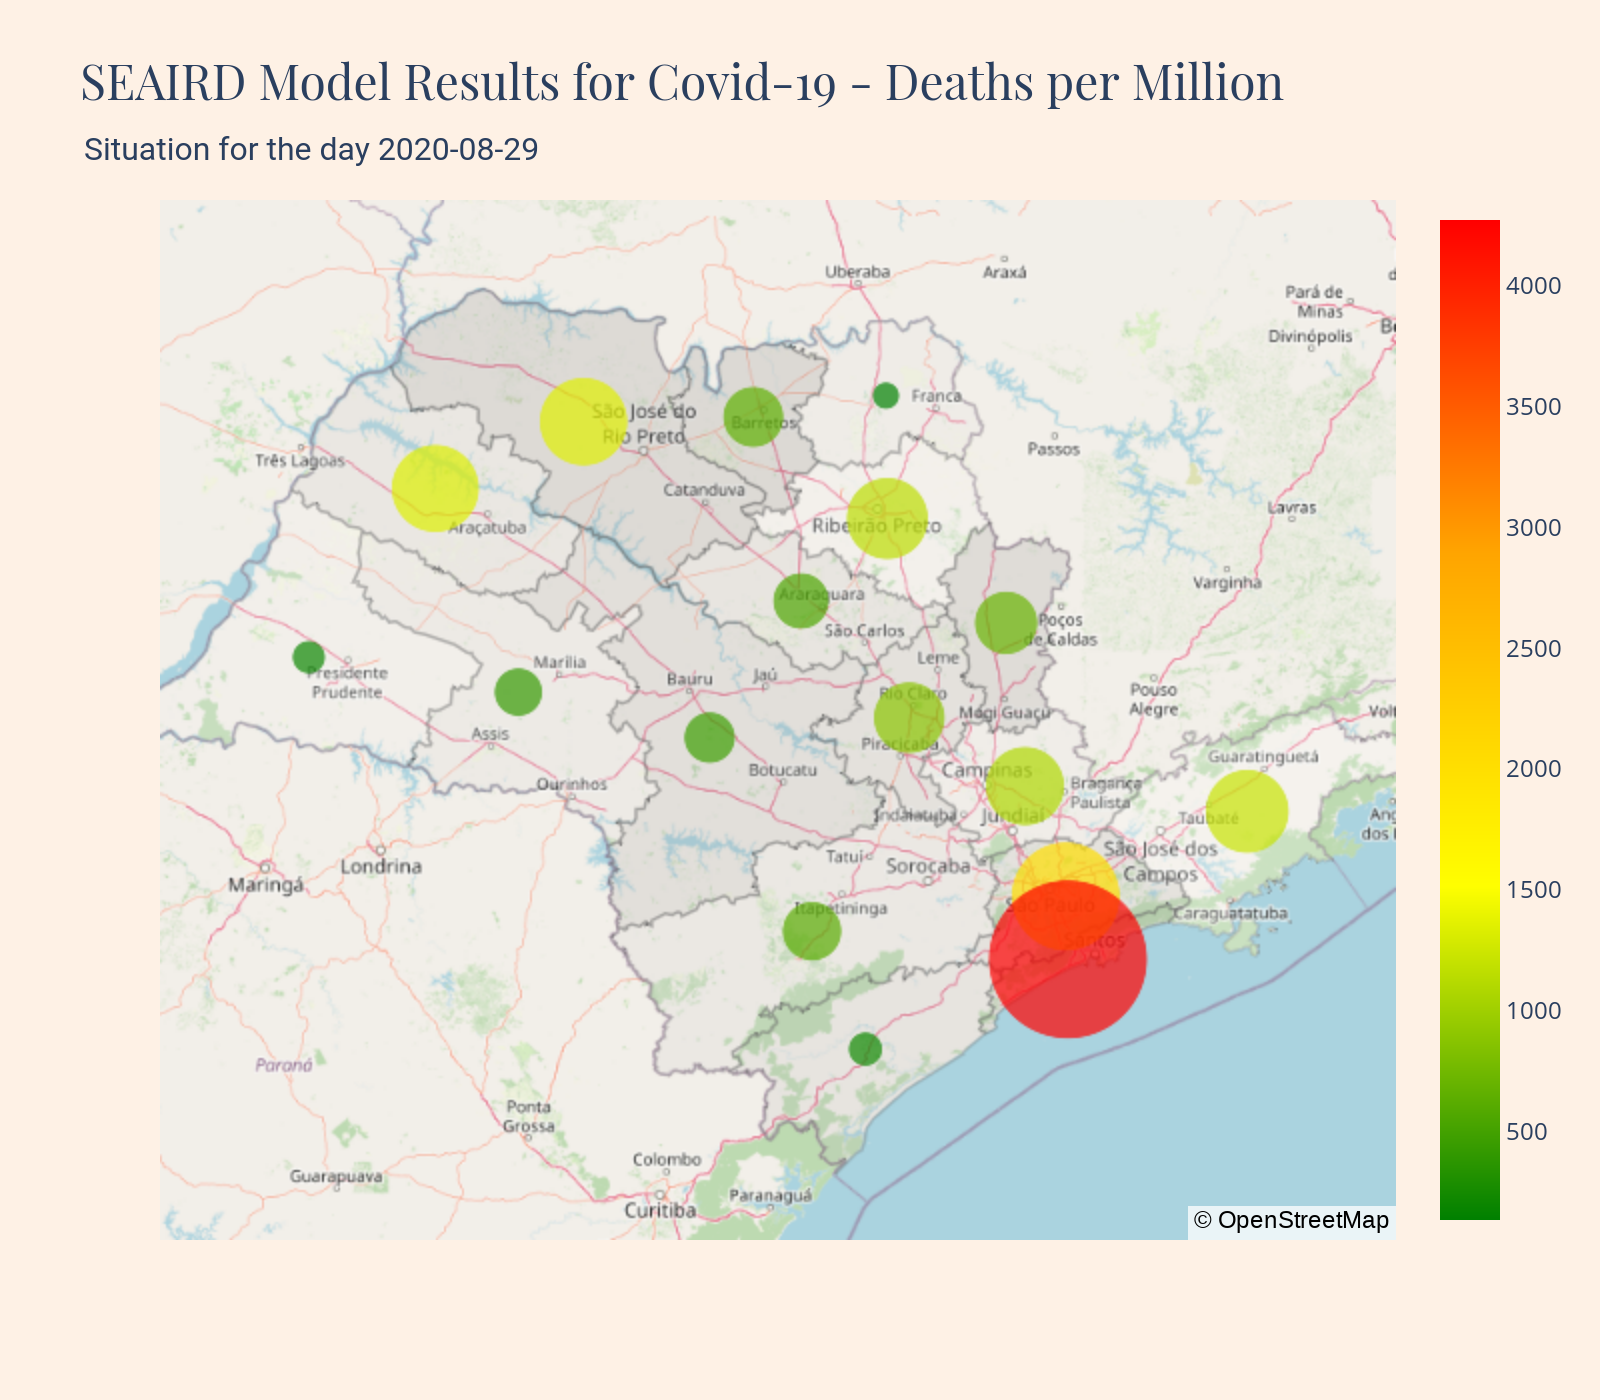 SEAIRD Model Results for Covid-19 - Deaths per Million
Situation for the day 2020-08-29
Uberaba
Araxá
Pará de
Minas
Divinópolis
4000
São José do
Rio Preto
Barretos
Franca
3500
Três Lagoas
Passos
Catanduva
Araçatuba
Ribeirão Preto
Lavras
3000
Araraquara
Varginha
São Carlos
Poços
de Caldas
2500
Presidente
Prudente
Marília
Bauru
Jaú
Leme
Rio Claro
Mogi Guaçu
Pouso
Alegre
Assis
Piracicaba
Guaratinguetá
2000
Ourinhos
Botucatu
Campinas
Bragança
Paulista
Indaiatuba
Jundiaí
Taubaté
Ang
dos
Londrina
Maringá
Tatuí
Sorocaba
São José dos
Campos
1500
Itapetininga
São Paulo
Caraguatatuba
Santos
1000
Paraná
Ponta
Grossa
500
Guarapuava
Colombo
Paranaguá
Curitiba
© OpenStreetMap